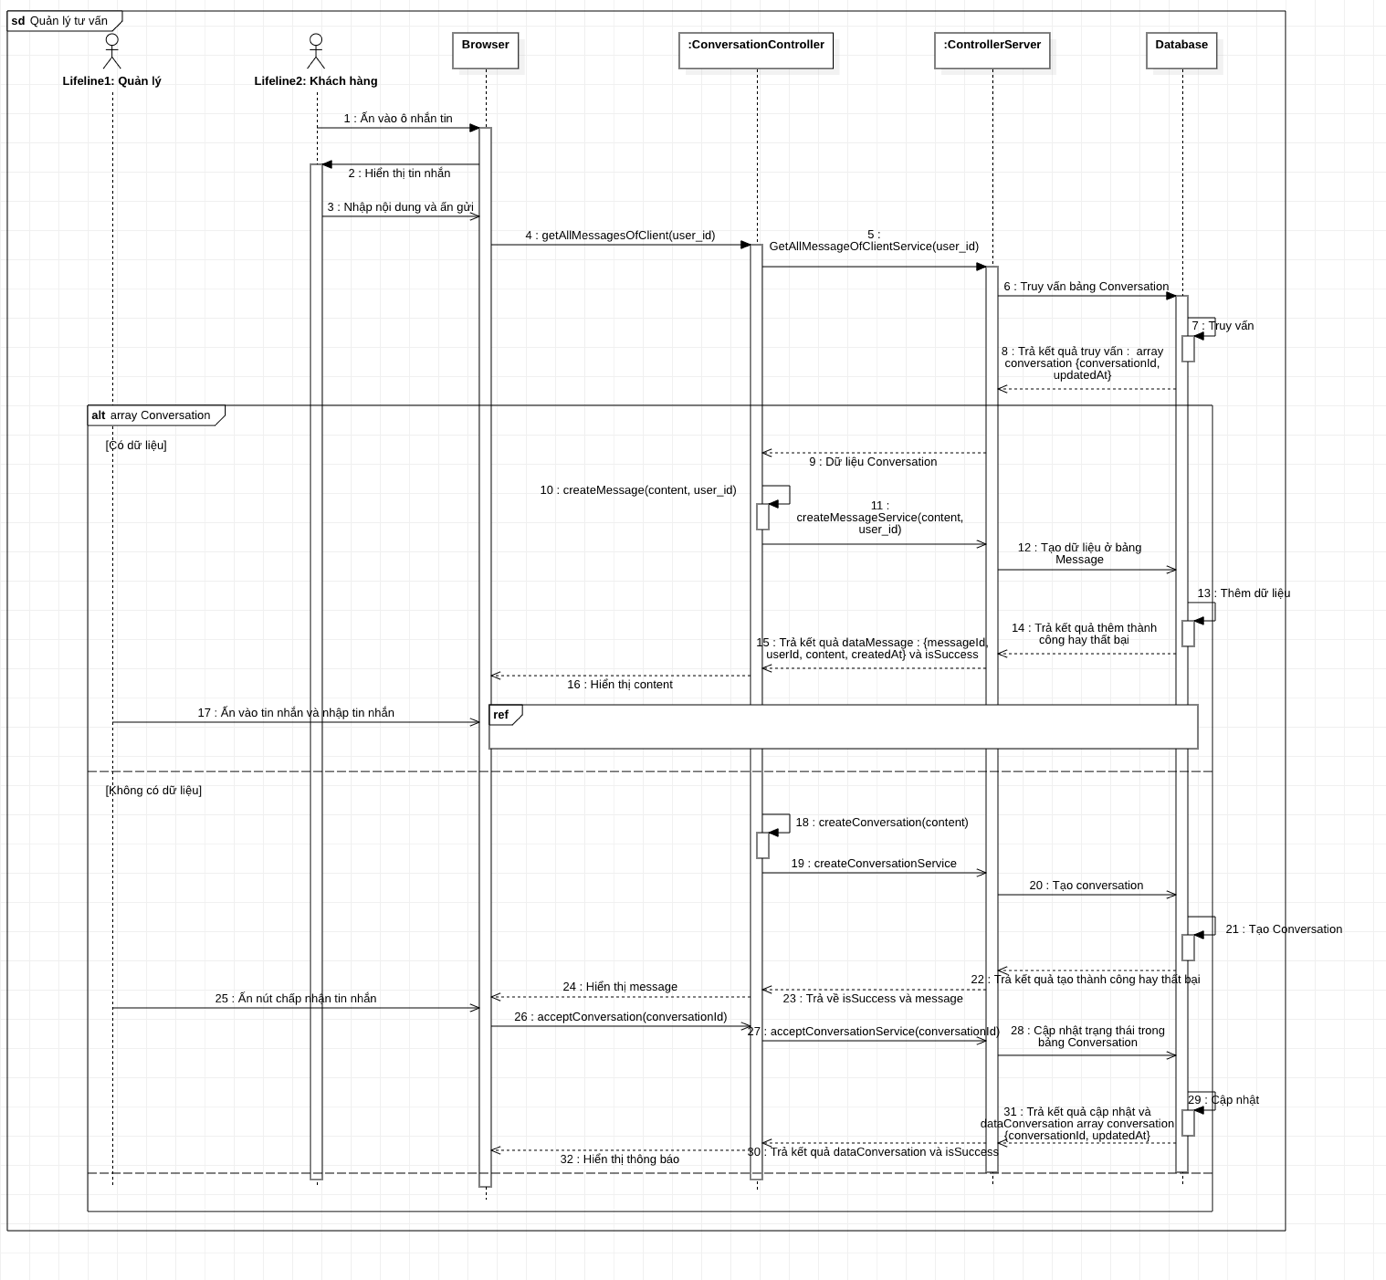 sd Quản lý tư vấn
Lifeline1: Quản lý
Lifeline2: Khách hàng
Browser
:ConversationController
:ControllerServer
Database
1 : Ấn vào ô nhắn tin
2 : Hiển thị tin nhắn
3 : Nhập nội dung và ấn gửi
4 : getAllMessagesOfClient(user_id)
5 :
GetAllMessageOfClientService(user_id)
6 : Truy vấn bảng Conversation
7 : Truy vấn
8 : Trả kết quả truy vấn :  array
conversation {conversationId,
updatedAt}
alt array Conversation
[Có dữ liệu]
9 : Dữ liệu Conversation
10 : createMessage(content, user_id)
11 :
createMessageService(content,
user_id)
12 : Tạo dữ liệu ở bảng
Message
13 : Thêm dữ liệu
14 : Trả kết quả thêm thành
công hay thất bại
15 : Trả kết quả dataMessage : {messageId,
userId, content, createdAt} và isSuccess
16 : Hiển thị content
17 : Ấn vào tin nhắn và nhập tin nhắn
ref
[Không có dữ liệu]
18 : createConversation(content)
19 : createConversationService
20 : Tạo conversation
21 : Tạo Conversation
22 : Trả kết quả tạo thành công hay thất bại
23 : Trả về isSuccess và message
24 : Hiển thị message
25 : Ấn nút chấp nhận tin nhắn
26 : acceptConversation(conversationId)
27 : acceptConversationService(conversationId)
28 : Cập nhật trạng thái trong
bảng Conversation
29 : Cập nhật
31 : Trả kết quả cập nhật và
dataConversation array conversation
{conversationId, updatedAt}
30 : Trả kết quả dataConversation và isSuccess
32 : Hiển thị thông báo